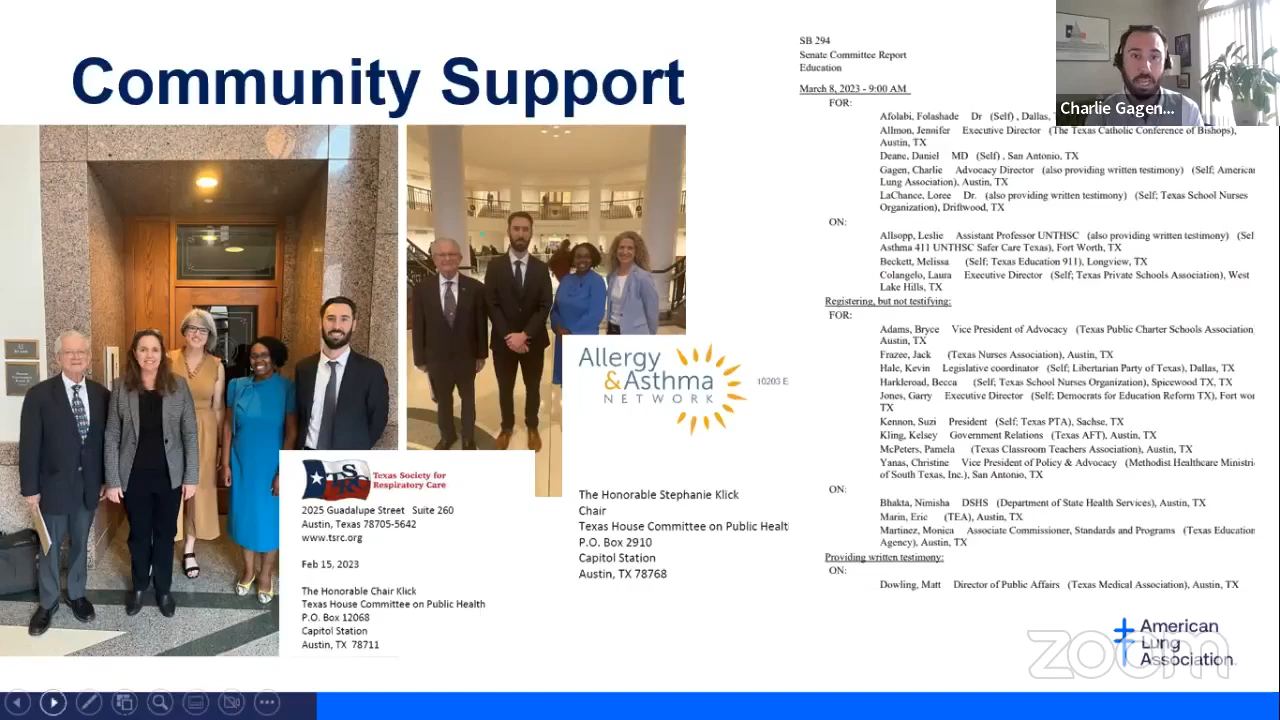 Community Support
SB 294
Senate Committee Report
Education
March 8, 2023 - 9:00 AM
FOR:
Afolabi, Folashade Dr (Self) , Dallas,
Allmon, Jennifer Executive Director (The Texas Catholic Conference of Bishops),
Austin, TX
Deane, Daniel MD (Self) , San Antonio, TX
Gagen, Charlie Advocacy Director (also providing written testimony) (Self; American
Lung Association), Austin, TX
LaChance, Loree Dr. (also providing written testimony) (Self; Texas School Nurses
Organization), Driftwood, TX
ON:
Allsopp, Leslie Assistant Professor UNTHSC (also providing written testimony) (Sel
Asthma 411 UNTHSC Safer Care Texas), Fort Worth, TX
Beckett, Melissa (Self; Texas Education 911), Longview, TX
Colangelo, Laura Executive Director (Self; Texas Private Schools Association), West
Lake Hills, TX
Registering, but not testifying:
FOR:
Adams, Bryce Vice President of Advocacy (Texas Public Charter Schools Association
Austin, TX
Frazee, Jack (Texas Nurses Association), Austin, TX
Hale, Kevin Legislative coordinator (Self; Libertarian Party of Texas), Dallas, TX
Harkleroad, Becca (Self; Texas School Nurses Organization), Spicewood TX, TX
Jones, Garry Executive Director (Self; Democrats for Education Reform TX), Fort wor
TX
Kennon, Suzi President (Self; Texas PTA), Sachse, TX
Kling, Kelsey Government Relations (Texas AFT), Austin, TX
McPeters, Pamela (Texas Classroom Teachers Association), Austin, TX
Yanas, Christine Vice President of Policy & Advocacy (Methodist Healthcare Ministri
of South Texas, Inc.), San Antonio, TX
ON:
Bhakta, Nimisha DSHS (Department of State Health Services), Austin, TX
Marin, Eric (TEA), Austin, TX
Martinez, Monica Associate Commissioner, Standards and Programs (Texas Education
Agency), Austin, TX
Providing written testimony:
ON:
Dowling, Matt Director of Public Affairs (Texas Medical Association), Austin, TX
Charlie Gagen...
Allergy
&Asthma
NETWORK
10203 E
The Honorable Stephanie Klick
Chair
Texas House Committee on Public Healt
P.O. Box 2910
Capitol Station
Austin, TX 78768
TSRC
Texas Society for
Respiratory Care
2025 Guadalupe Street Suite 260
Austin, Texas 78705-5642
www.tsrc.org
Feb 15, 2023
The Honorable Chair Klick
Texas House Committee on Public Health
P.O. Box 12068
Capitol Station
Austin, TX 78711
American
Lung
Association.
zoom